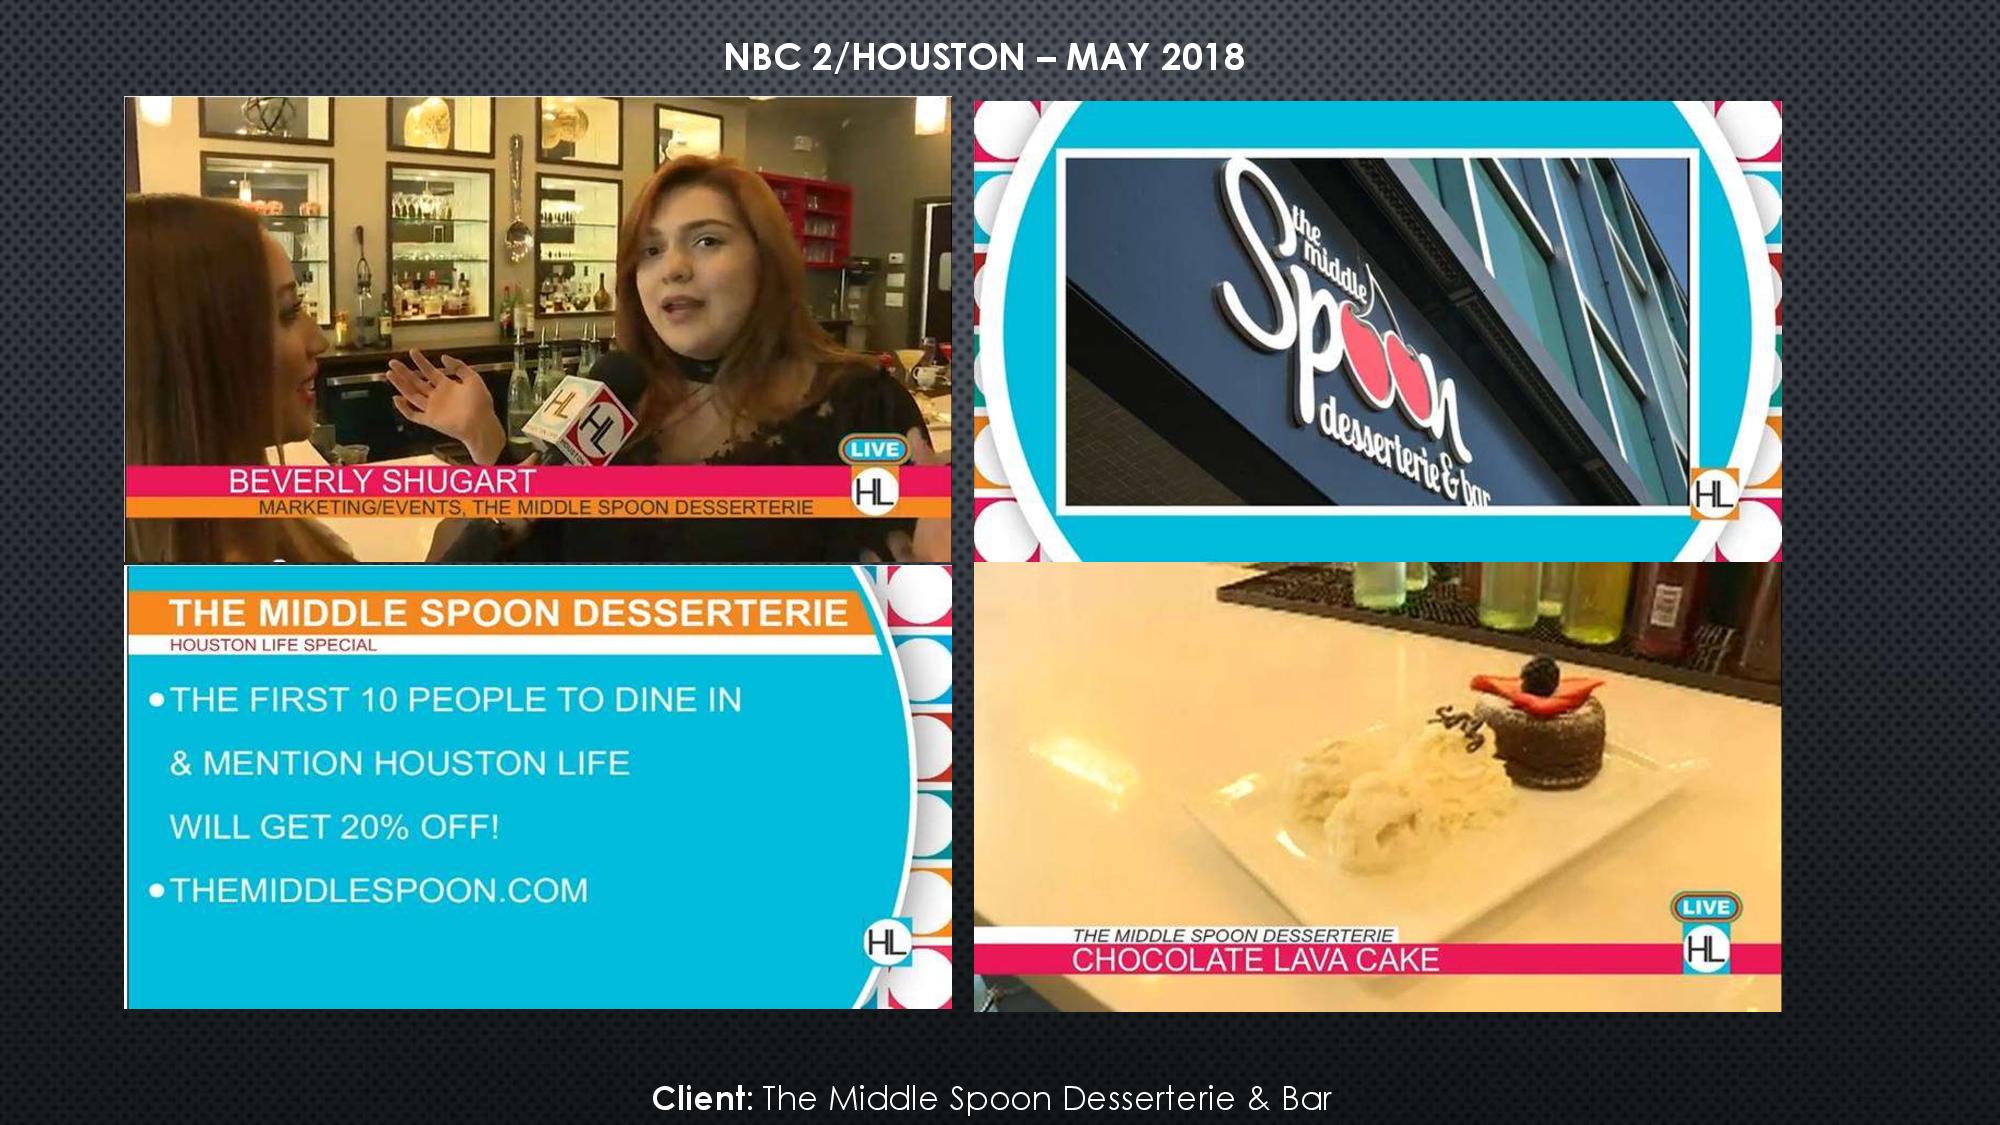 NBC 2/HOUSTON – MAY 2018
HL
HL
LIVE
BEVERLY SHUGART
HL
MARKETING/EVENTS, THE MIDDLE SPOON DESSERTERIE
the
middle
Spoon
desserterie & bar
HL
THE MIDDLE SPOON DESSERTERIE
HOUSTON LIFE SPECIAL
•THE FIRST 10 PEOPLE TO DINE IN
& MENTION HOUSTON LIFE
WILL GET 20% OFF!
•THEMIDDLESPOON.COM
HL
LIVE
THE MIDDLE SPOON DESSERTERIE
CHOCOLATE LAVA CAKE
HL
Client: The Middle Spoon Desserterie & Bar